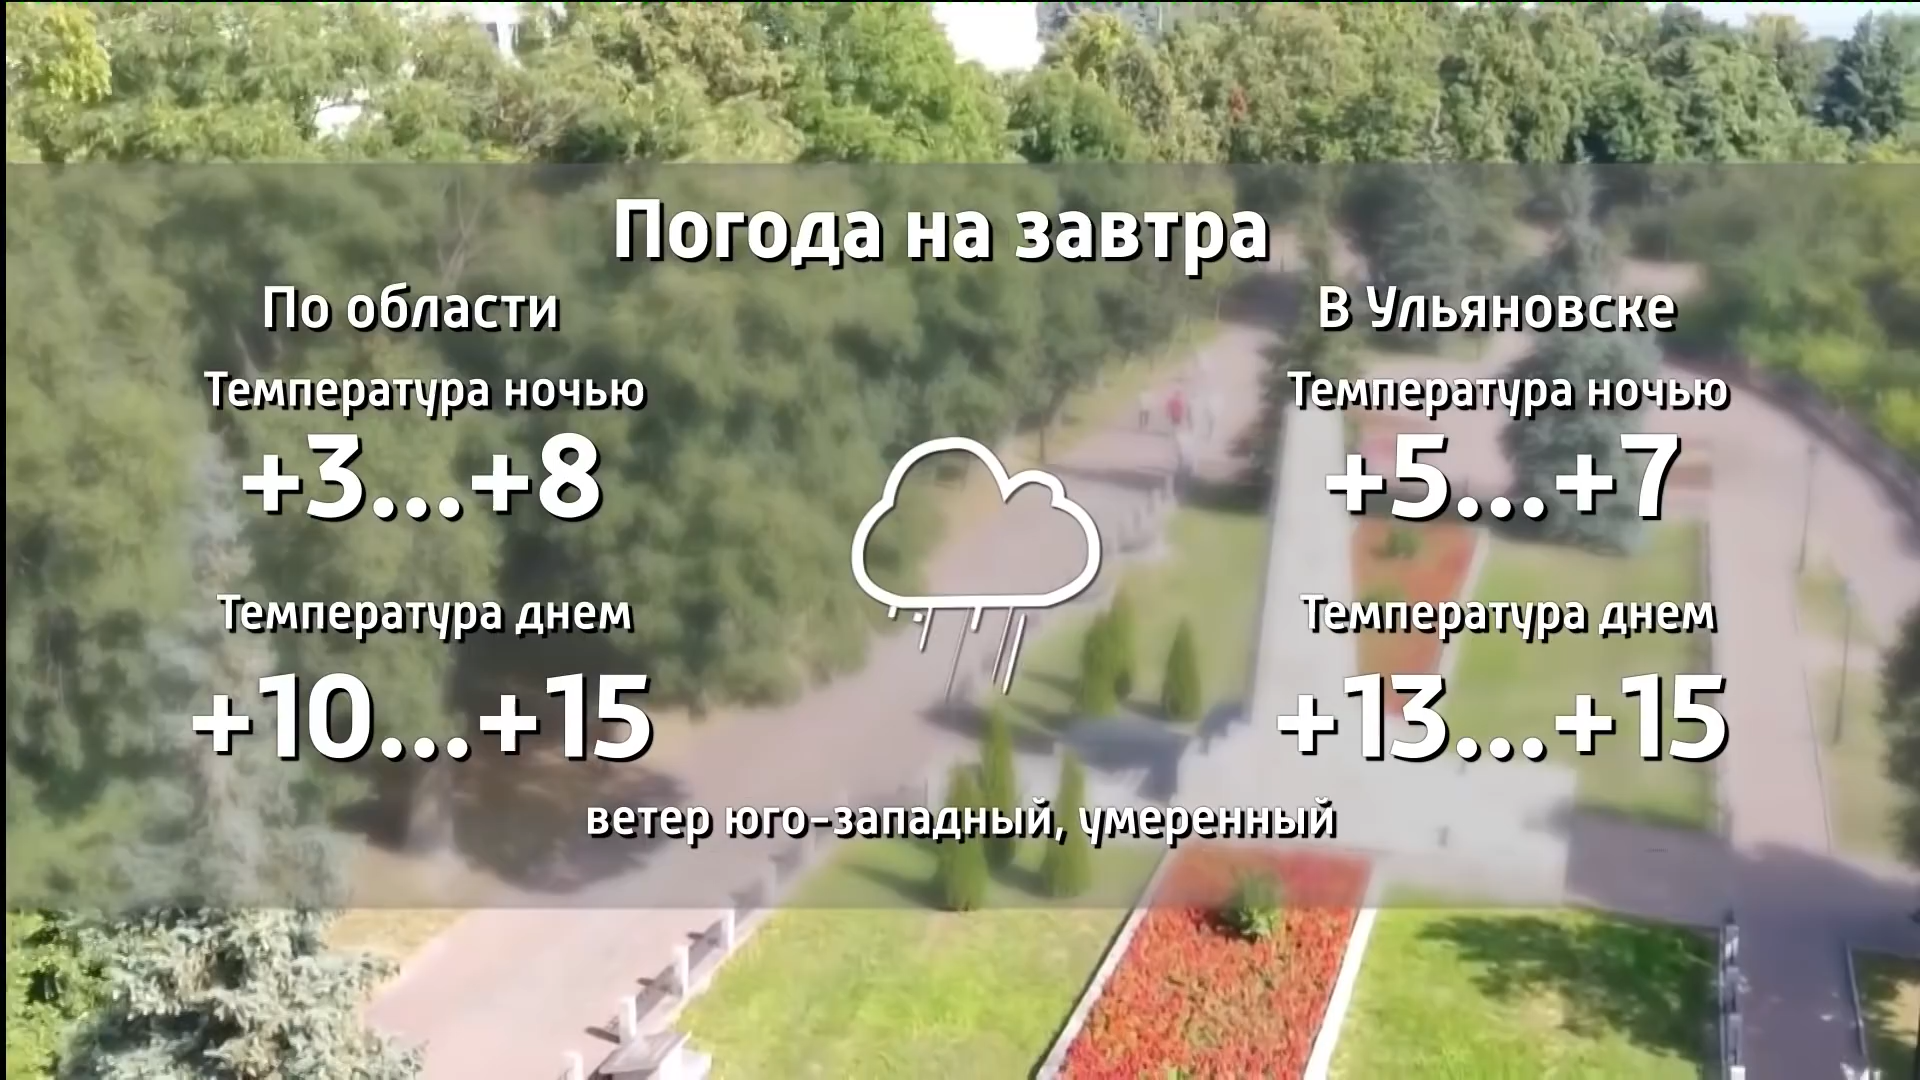 Погода на завтра
По области
Температура ночью
+3...+8
Температура днем
+10...+15
В Ульяновске
Температура ночью
+5...+7
Температура днем
+13...+15
ветер юго-западный, умеренный